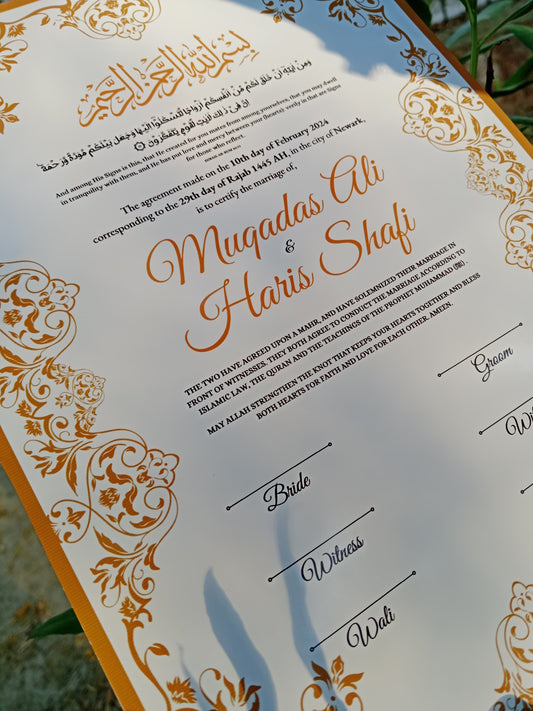 بِسْمِ اللهِ الرَّحْمٰنِ الرَّحِيْمِ
وَمِنْ اٰيٰتِهٖٓ اَنْ خَلَقَ لَكُمْ مِّنْ اَنْفُسِكُمْ اَزْوَاجًا لِّتَسْكُنُوْٓا اِلَيْهَا وَجَعَلَ بَيْنَكُمْ مَّوَدَّةً وَّرَحْمَةً
اِنَّ فِيْ ذٰلِكَ لَاٰيٰتٍ لِّقَوْمٍ يَّتَفَكَّرُوْنَ
And among His Signs is this, that He created for you mates from among yourselves, that you may dwell
in tranquility with them, and He has put love and mercy between your (hearts): verily in that are Signs
for those who reflect.
The agreement made on the 10th day of February 2024
corresponding to the 29th day of Rajab 1445 AH, in the city of Newark,
is to certify the marriage of,
Muqadas Ali
&
Haris Shafi
THE TWO HAVE AGREED UPON A MAHR, AND HAVE SOLEMNIZED THEIR MARRIAGE IN
FRONT OF WITNESSES. THEY BOTH AGREE TO CONDUCT THE MARRIAGE ACCORDING TO
ISLAMIC LAW, THE QURAN AND THE TEACHINGS OF THE PROPHET MUHAMMAD (ﷺ).
MAY ALLAH STRENGTHEN THE KNOT THAT KEEPS YOUR HEARTS TOGETHER AND BLESS
BOTH HEARTS FOR FAITH AND LOVE FOR EACH OTHER. AMEEN.
Groom
Bride
Wi
Witness
Wali